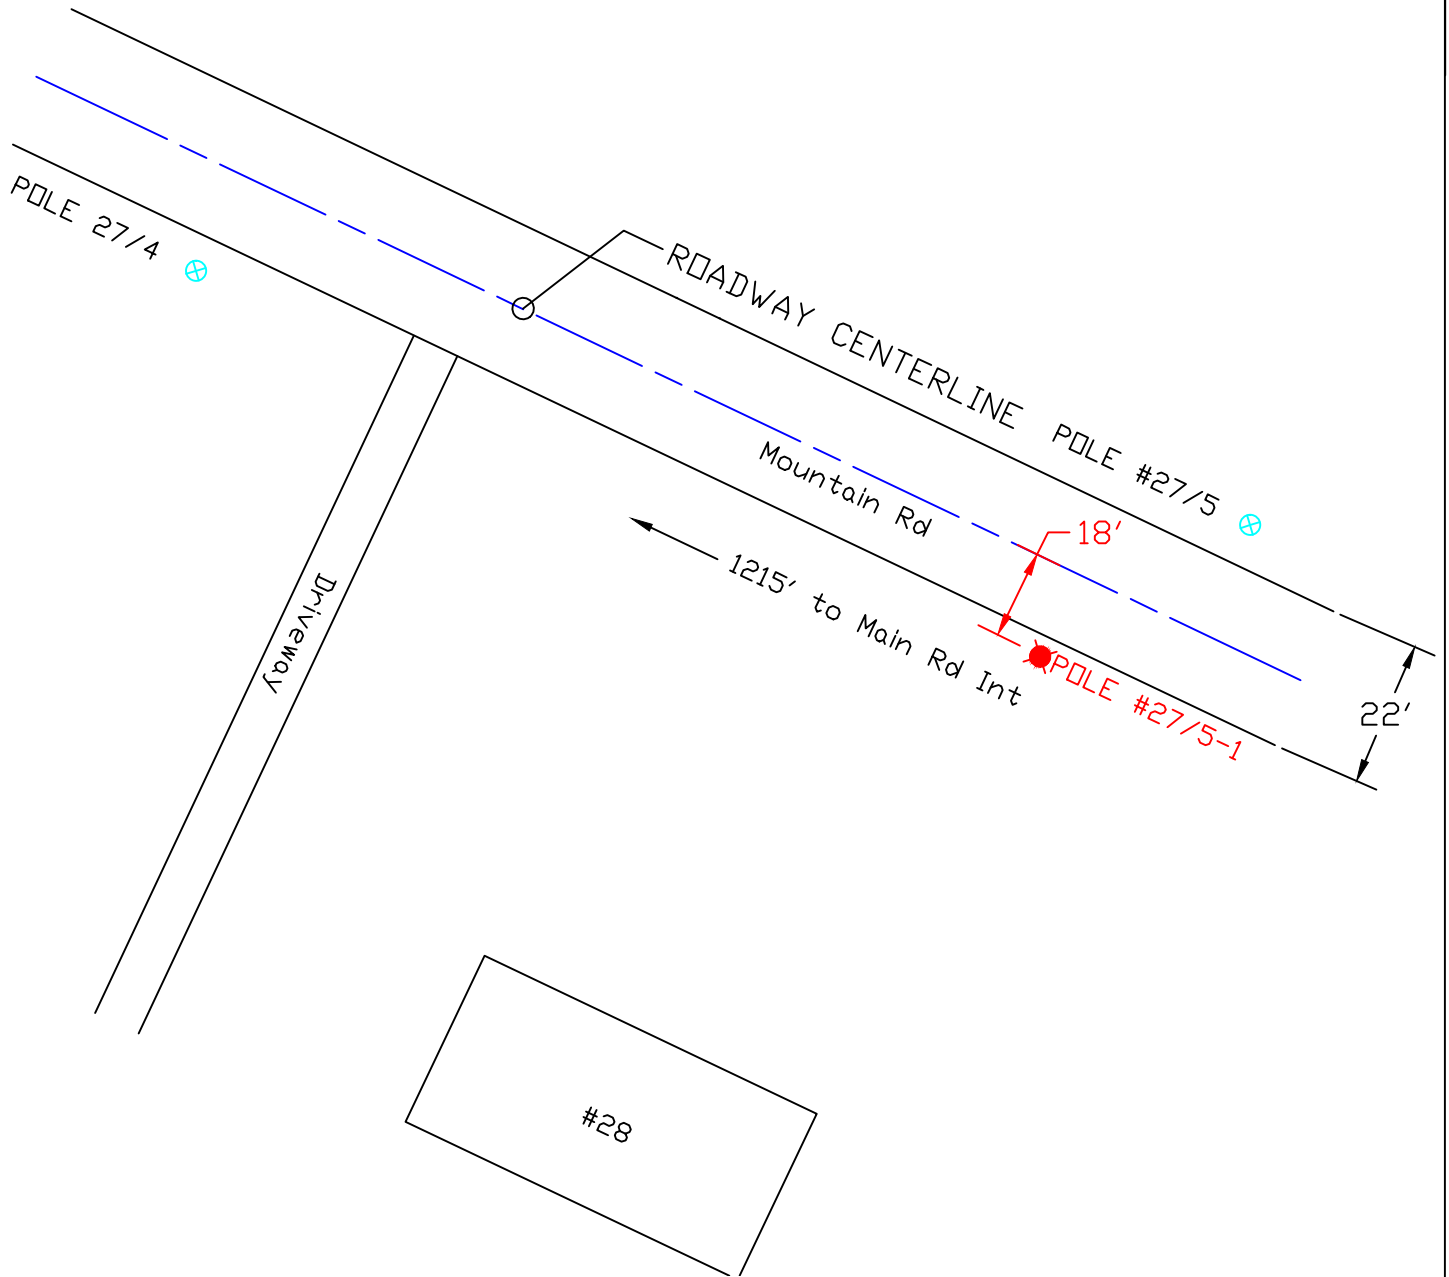 POLE 27/4
ROADWAY CENTERLINE
POLE #27/5
Mountain Rd
18'
1215' to Main Rd Int
POLE #27/5-1
22'
Driveway
#28